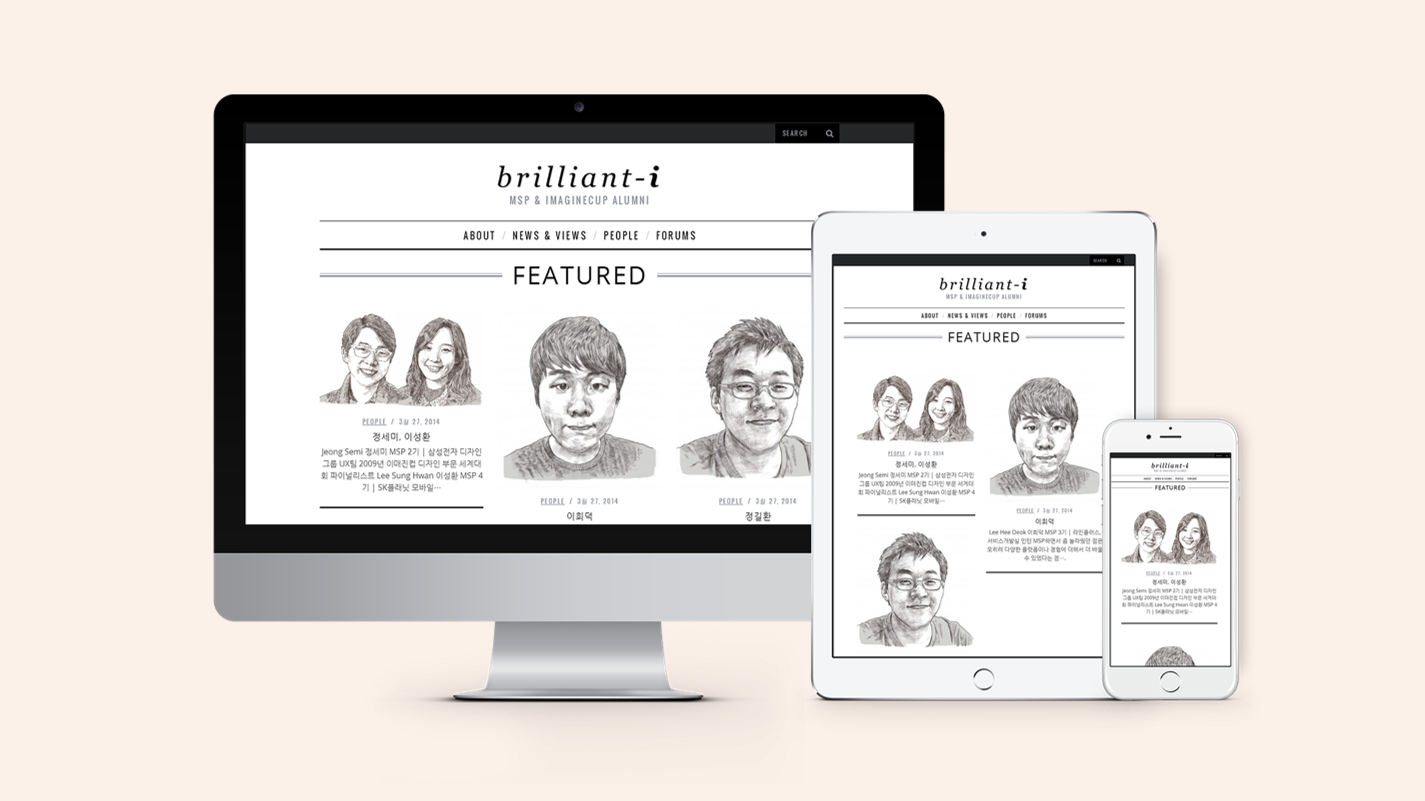 SEARCH
brilliant-i
MSP & IMAGINECUP ALUMNI
ABOUT / NEWS & VIEWS / PEOPLE / FORUMS
FEATURED
PEOPLE / 3월 27, 2014
정세미, 이성환
Jeong Semi 정세미 MSP 2기 | 삼성전자 디자인
그룹 UX팀 2009년 이매진컵 디자인 부문 세계대
회 파이널리스트 Lee Sung Hwan 이성환 MSP 4
기 | SK플래닛 모바일…
PEOPLE / 3월 27, 2014
이희덕
PEOPLE / 3월 27, 2014
정길환
SEARCH
brilliant-i
MSP & IMAGINECUP ALUMNI
ABOUT / NEWS & VIEWS / PEOPLE / FORUMS
FEATURED
PEOPLE / 3월 27, 2014
정세미, 이성환
Jeong Semi 정세미 MSP 2기 | 삼성전자 디자인
그룹 UX팀 2009년 이매진컵 디자인 부문 세계대
회 파이널리스트 Lee Sung Hwan 이성환 MSP 4
기 | SK플래닛 모바일…
PEOPLE / 3월 27, 2014
이희덕
Lee Hee Deok 이희덕 MSP 3기 | 라인플러스,
서비스개발실 인턴 MSP하면서 좀 놀라웠던 점은
오히려 다양한 플랫폼이나 경험에 더해서 더 배울
수 있었다는 점…
brilliant-i
MSP & IMAGINECUP ALUMNI
ABOUT / NEWS & VIEWS / PEOPLE / FORUMS
FEATURED
PEOPLE / 3월 27, 2014
정세미, 이성환
Jeong Semi 정세미 MSP 2기 | 삼성전자 디자인
그룹 UX팀 2009년 이매진컵 디자인 부문 세계대
회 파이널리스트 Lee Sung Hwan 이성환 MSP 4
기 | SK플래닛 모바일…